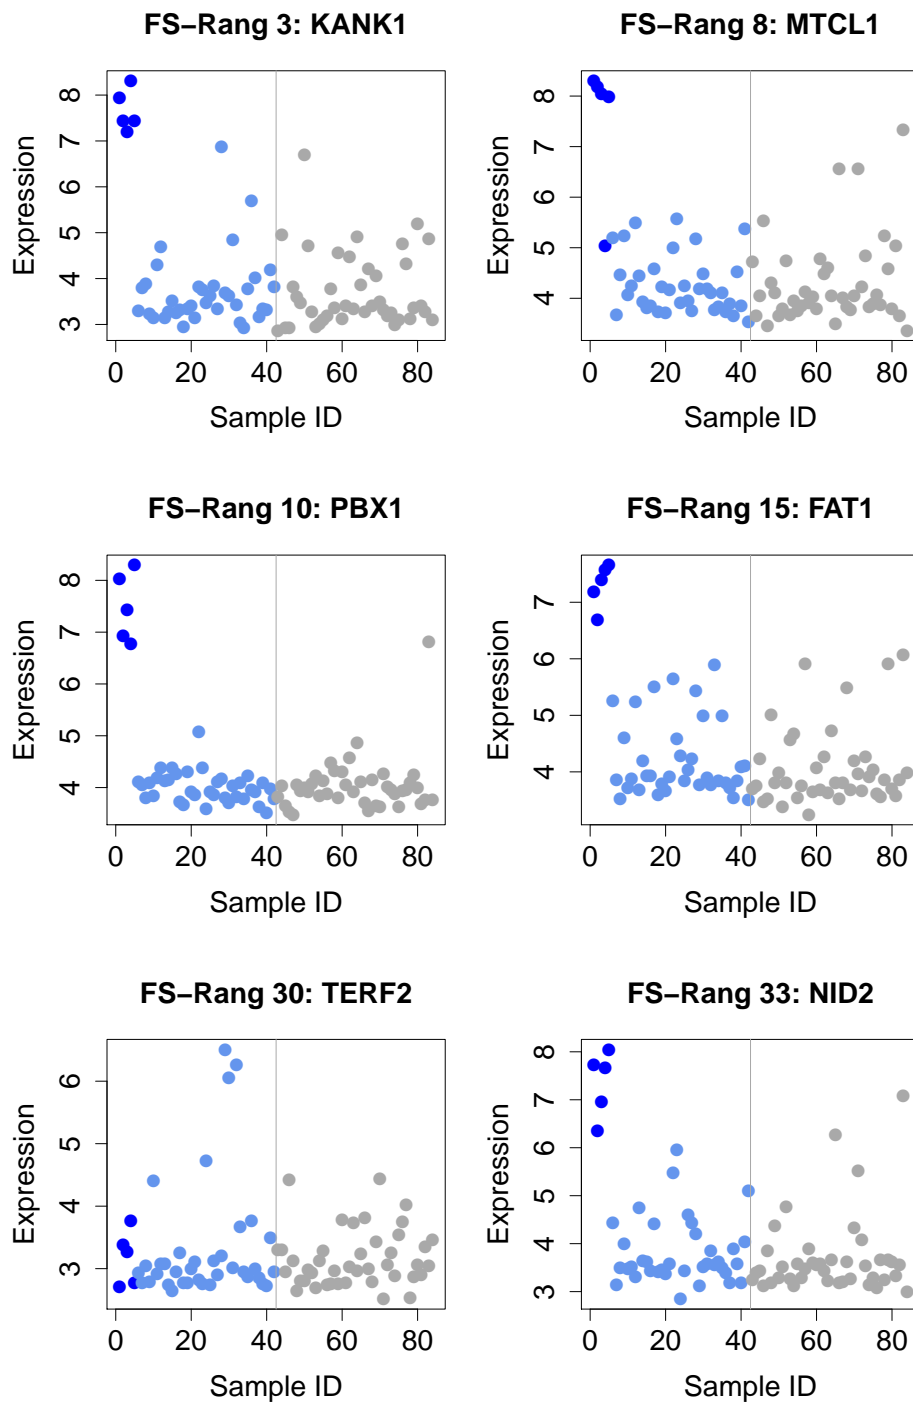 FS−Rang 3: KANK1
FS−Rang 8: MTCL1
Expression
8
7
6
5
4
3
0 20 40 60 80
Sample ID
Expression
8
7
6
5
4
0 20 40 60 80
Sample ID
FS−Rang 10: PBX1
FS−Rang 15: FAT1
Expression
8
7
6
5
4
0 20 40 60 80
Sample ID
Expression
7
6
5
4
0 20 40 60 80
Sample ID
FS−Rang 30: TERF2
FS−Rang 33: NID2
Expression
6
5
4
3
0 20 40 60 80
Sample ID
Expression
8
7
6
5
4
3
0 20 40 60 80
Sample ID